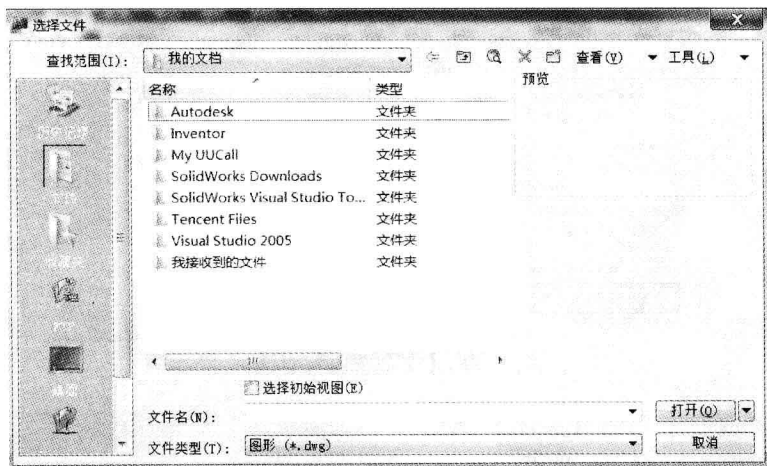 选择文件
查找范围(I):
我的文档
查看(V)
工具(L)
名称
类型
预览
Autodesk
文件夹
Inventor
文件夹
My UUCall
文件夹
SolidWorks Downloads
文件夹
SolidWorks Visual Studio To...
文件夹
Tencent Files
文件夹
Visual Studio 2005
文件夹
我接收到的文件
文件夹
选择初始视图(E)
文件名(N):
打开(O)
文件类型(T):
图形 (*.dwg)
取消